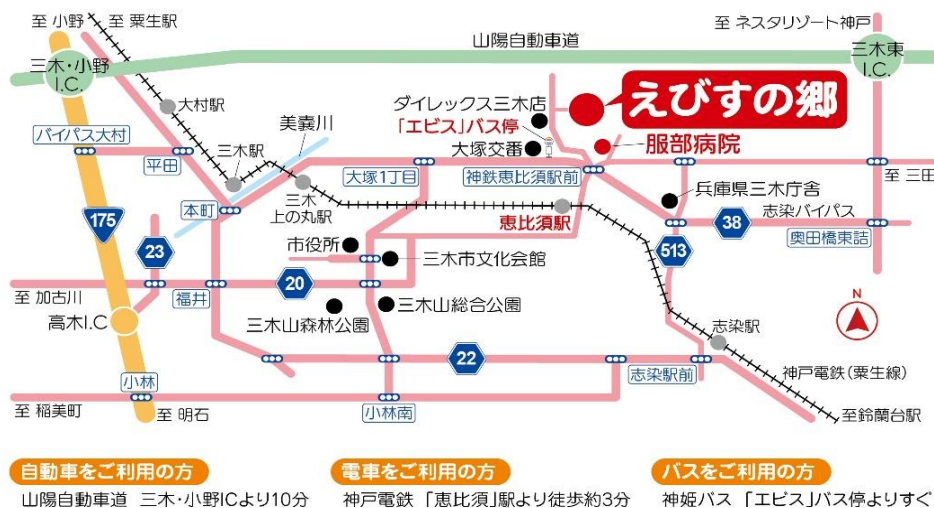 至 小野
至 粟生駅
至 ネスタリゾート神戸
山陽自動車道
三木・小野
I.C.
三木東
I.C.
大村駅
美嚢川
ダイレックス三木店
えびすの郷
「エビス」バス停
バイパス大村
平田
三木駅
大塚交番
服部病院
大塚1丁目
神鉄恵比須駅前
至 三田
三木
上の丸駅
兵庫県三木庁舎
本町
恵比須駅
志染バイパス
175
23
市役所
513
38
奥田橋東詰
三木市文化会館
至 加古川
福井
20
N
高木I.C
三木山森林公園
三木山総合公園
志染駅
22
小林
志染駅前
神戸電鉄(粟生線)
至 稲美町
至 明石
小林南
至鈴蘭台駅
自動車をご利用の方
山陽自動車道 三木・小野ICより10分
電車をご利用の方
神戸電鉄 「恵比須」駅より徒歩約3分
バスをご利用の方
神姫バス 「エビス」バス停よりすぐ